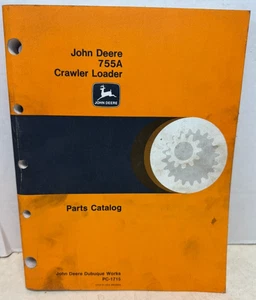 John Deere
755A
Crawler Loader
JOHN DEERE
Parts Catalog
John Deere Dubuque Works
PC-1715